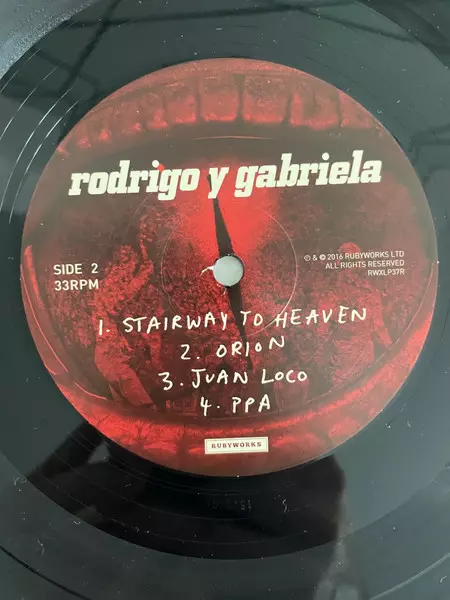 rodrigo y gabriela
SIDE 2
33RPM
℗ & © 2016 RUBYWORKS LTD
ALL RIGHTS RESERVED
RWXLP37R
1. STAIRWAY TO HEAVEN
2. ORION
3. JUAN LOCO
4. PPA
RUBYWORKS